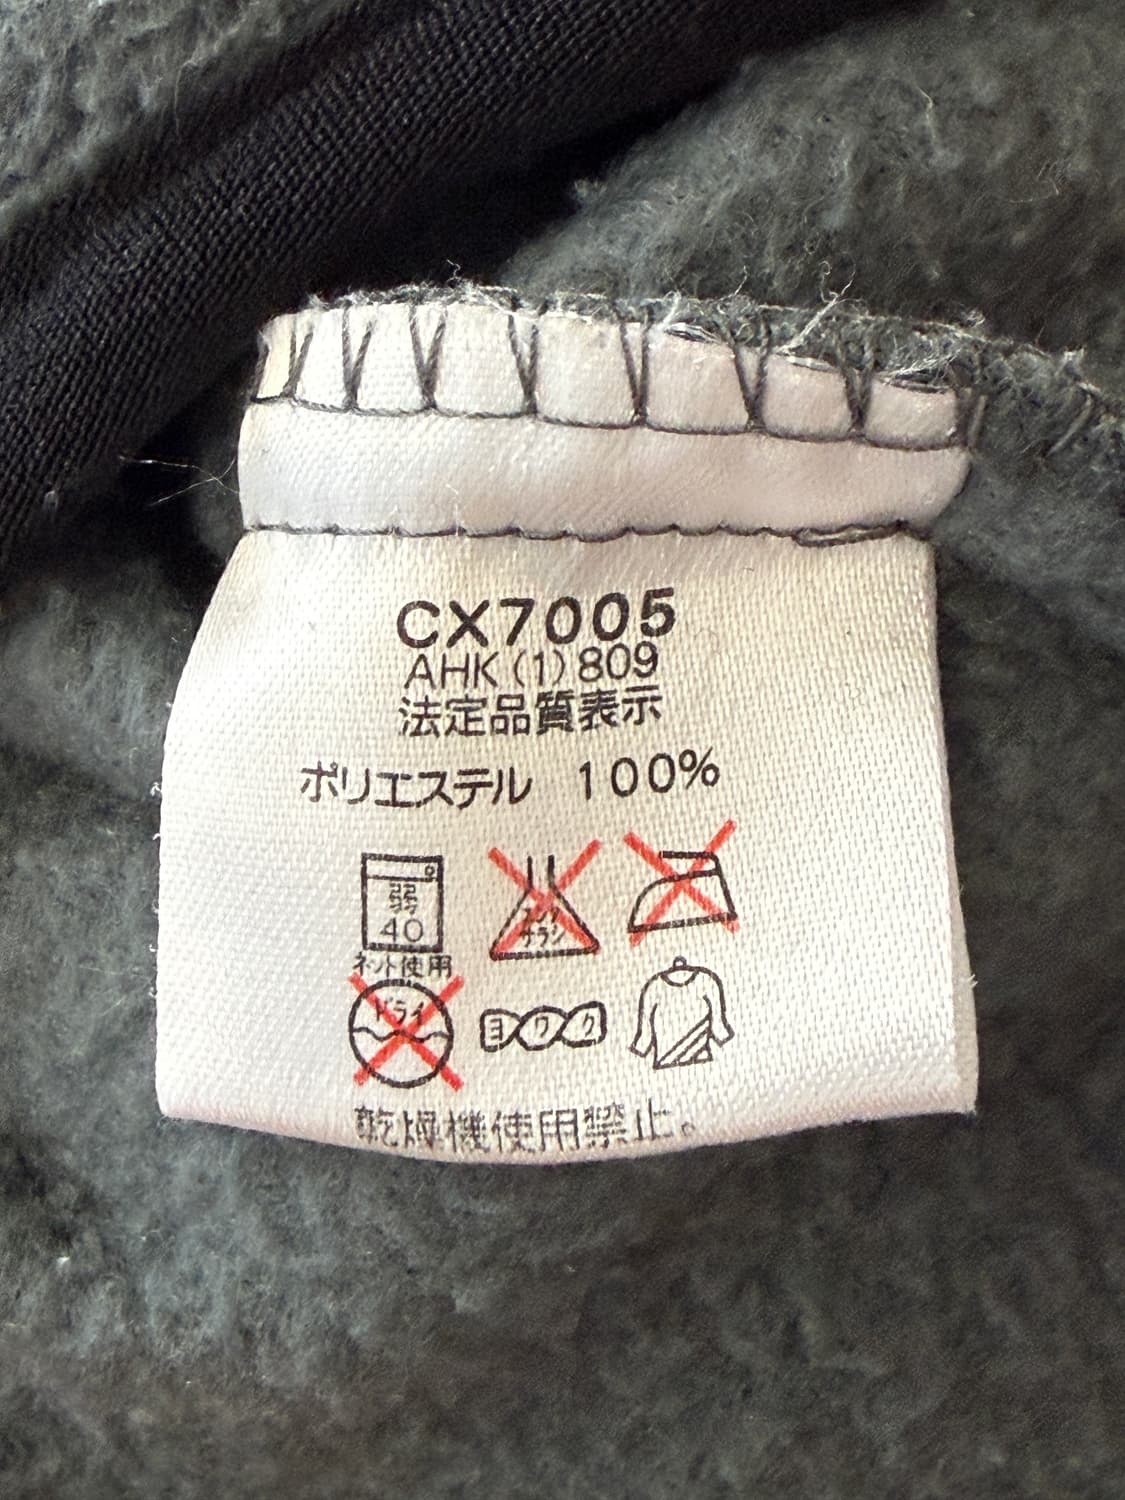 CX7005
AHK(1)809
法定品質表示
ポリエステル 100%
弱
40
ネット使用
エンソ
サラシ
ドライ
ヨワク
乾燥機使用禁止。